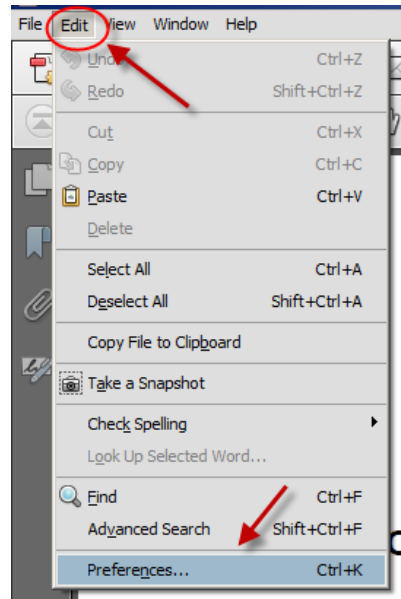 File Edit View Window Help
Undo Ctrl+Z
Redo Shift+Ctrl+Z
Cut Ctrl+X
Copy Ctrl+C
Paste Ctrl+V
Delete
Select All Ctrl+A
Deselect All Shift+Ctrl+A
Copy File to Clipboard
Take a Snapshot
Check Spelling
Look Up Selected Word...
Find Ctrl+F
Advanced Search Shift+Ctrl+F
Preferences... Ctrl+K